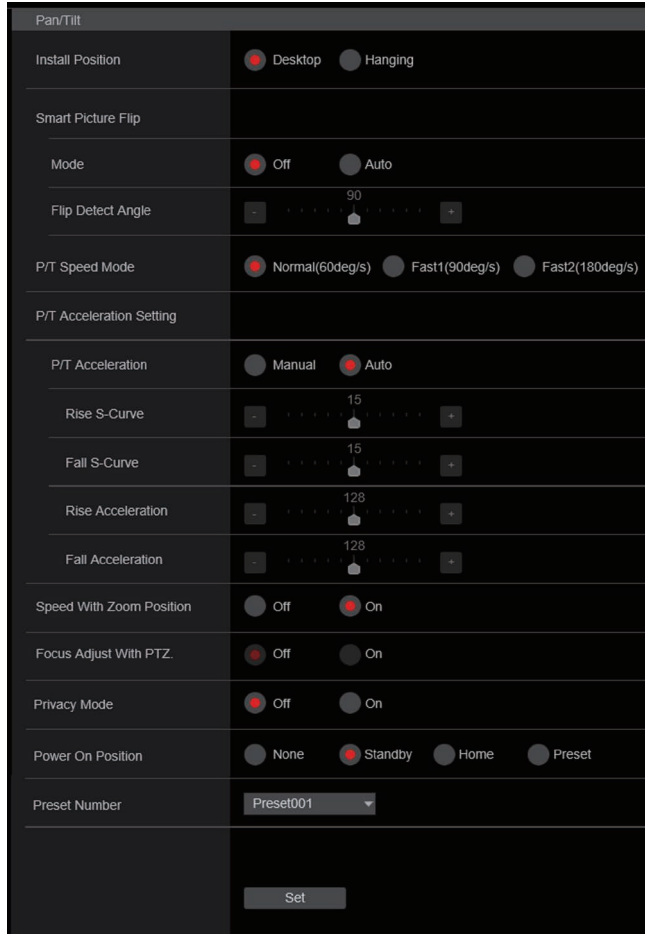 Pan/Tilt
Install Position Desktop Hanging
Smart Picture Flip
Mode Off Auto
90
Flip Detect Angle - +
P/T Speed Mode Normal(60deg/s) Fast1(90deg/s) Fast2(180deg/s)
P/T Acceleration Setting
P/T Acceleration Manual Auto
15
Rise S-Curve - +
15
Fall S-Curve - +
128
Rise Acceleration - +
128
Fall Acceleration - +
Speed With Zoom Position Off On
Focus Adjust With PTZ. Off On
Privacy Mode Off On
Power On Position None Standby Home Preset
Preset Number Preset001
Set